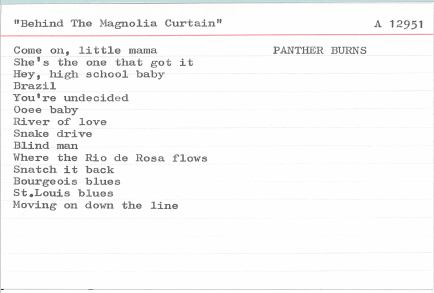 "Behind The Magnolia Curtain" A 12951
Come on, little mama PANTHER BURNS
She's the one that got it
Hey, high school baby
Brazil
You're undecided
Ooee baby
River of love
Snake drive
Blind man
Where the Rio de Rosa flows
Snatch it back
Bourgeois blues
St.Louis blues
Moving on down the line